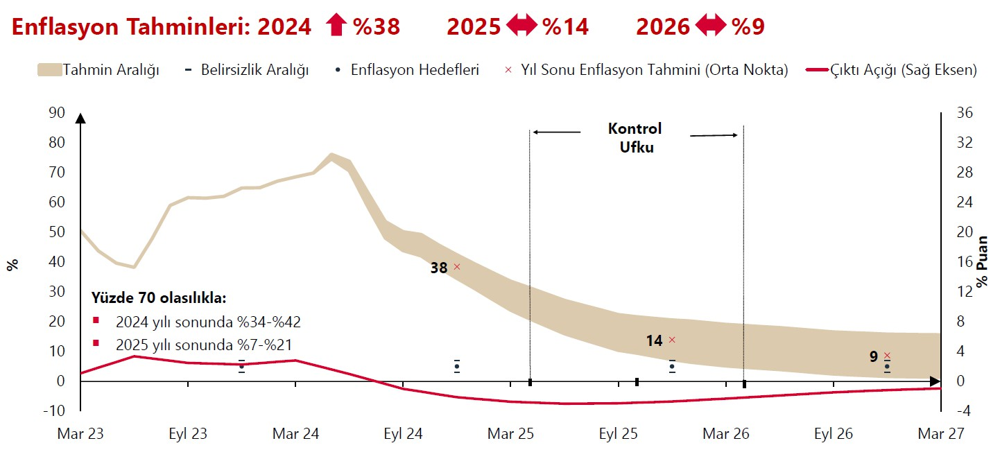 Enflasyon Tahminleri: 2024 %38 2025 %14 2026 %9
Tahmin Aralığı Belirsizlik Aralığı Enflasyon Hedefleri Yıl Sonu Enflasyon Tahmini (Orta Nokta) Çıktı Açığı (Sağ Eksen)
90 36
80 32
70 28
60 24
50 20
40 16
30 12
20 8
10 4
0 0
-10 -4
%
% Puan
Kontrol
Ufku
38
14
9
Yüzde 70 olasılıkla:
2024 yılı sonunda %34-%42
2025 yılı sonunda %7-%21
Mar 23 Eyl 23 Mar 24 Eyl 24 Mar 25 Eyl 25 Mar 26 Eyl 26 Mar 27